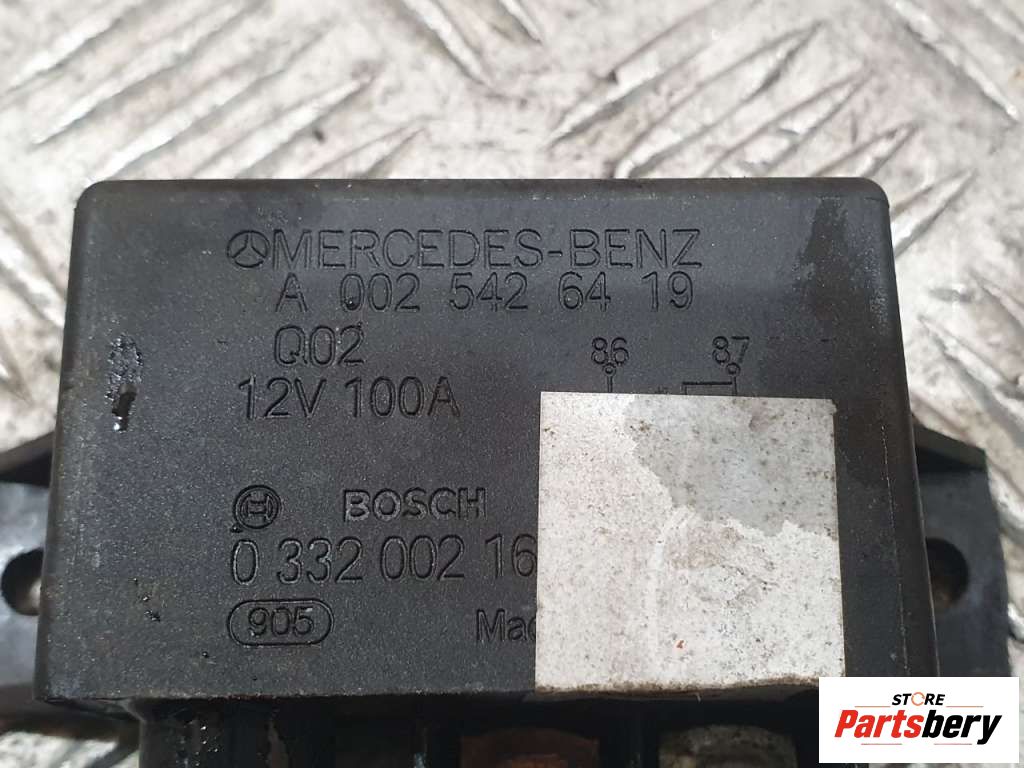 MERCEDES-BENZ
A 002 542 64 19
Q02
86 87
12V 100A
BOSCH
0 332 002 16
905
STORE
Partsbery